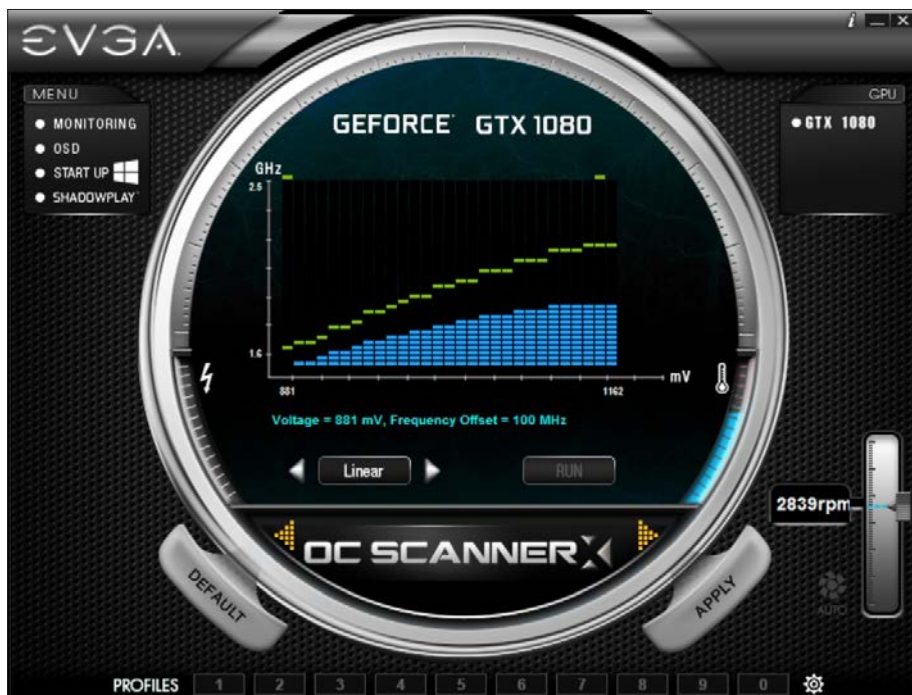 EVGA
i
MENU
MONITORING
OSD
START UP
SHADOWPLAY
GPU
GTX 1080
GEFORCE GTX 1080
GHz
2.5
1.6
881
1162
mV
Voltage = 881 mV, Frequency Offset = 100 MHz
Linear
RUN
2839rpm
OC SCANNER X
DEFAULT
APPLY
AUTO
PROFILES 1 2 3 4 5 6 7 8 9 0